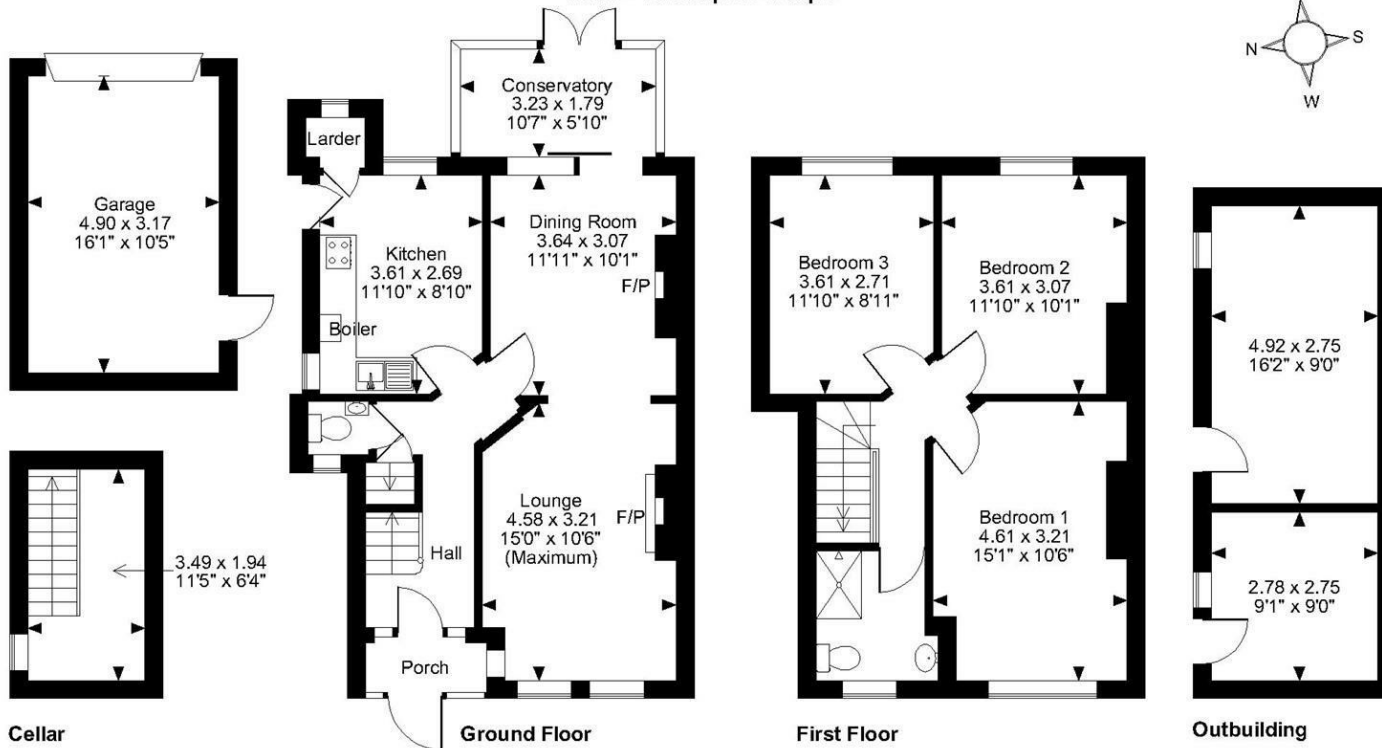 N
S
W
Garage
4.90 x 3.17
16'1" x 10'5"
Larder
Conservatory
3.23 x 1.79
10'7" x 5'10"
Kitchen
3.61 x 2.69
11'10" x 8'10"
Boiler
Dining Room
3.64 x 3.07
11'11" x 10'1"
F/P
Lounge
4.58 x 3.21
15'0" x 10'6"
(Maximum)
F/P
Hall
Porch
3.49 x 1.94
11'5" x 6'4"
Bedroom 3
3.61 x 2.71
11'10" x 8'11"
Bedroom 2
3.61 x 3.07
11'10" x 10'1"
Bedroom 1
4.61 x 3.21
15'1" x 10'6"
4.92 x 2.75
16'2" x 9'0"
2.78 x 2.75
9'1" x 9'0"
Cellar
Ground Floor
First Floor
Outbuilding